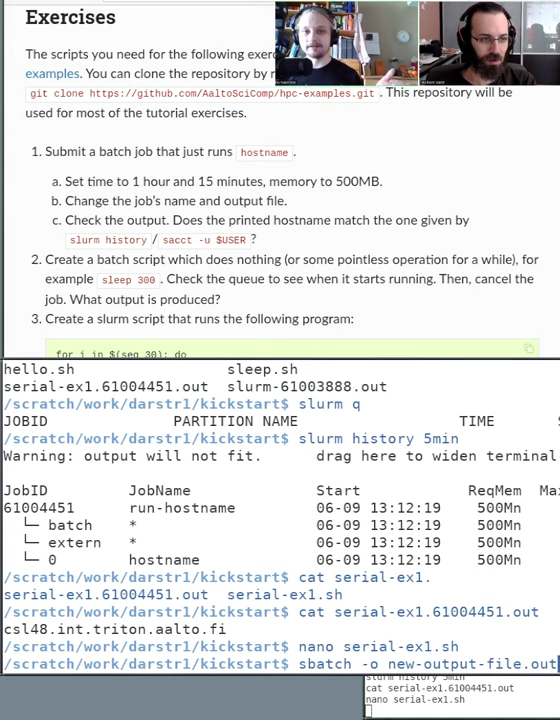 Exercises
The scripts you need for the following exer
examples. You can clone the repository by r
git clone https://github.com/AaltoSciComp/hpc-examples.git . This repository will be
used for most of the tutorial exercises.
1. Submit a batch job that just runs hostname .
a. Set time to 1 hour and 15 minutes, memory to 500MB.
b. Change the job's name and output file.
c. Check the output. Does the printed hostname match the one given by
slurm history / sacct -u $USER ?
2. Create a batch script which does nothing (or some pointless operation for a while), for
example sleep 300 . Check the queue to see when it starts running. Then, cancel the
job. What output is produced?
3. Create a slurm script that runs the following program:
for i in $(seq 30); do
hello.sh sleep.sh
serial-ex1.61004451.out slurm-61003888.out
/scratch/work/darstr1/kickstart$ slurm q
JOBID PARTITION NAME TIME S
/scratch/work/darstr1/kickstart$ slurm history 5min
Warning: output will not fit. drag here to widen terminal
JobID JobName Start ReqMem Ma
61004451 run-hostname 06-09 13:12:19 500Mn
└─ batch * 06-09 13:12:19 500Mn
└─ extern * 06-09 13:12:19 500Mn
└─ 0 hostname 06-09 13:12:19 500Mn
/scratch/work/darstr1/kickstart$ cat serial-ex1.
serial-ex1.61004451.out serial-ex1.sh
/scratch/work/darstr1/kickstart$ cat serial-ex1.61004451.out
csl48.int.triton.aalto.fi
/scratch/work/darstr1/kickstart$ nano serial-ex1.sh
/scratch/work/darstr1/kickstart$ sbatch -o new-output-file.out
slurm history 5min
cat serial-ex1.61004451.out
nano serial-ex1.sh